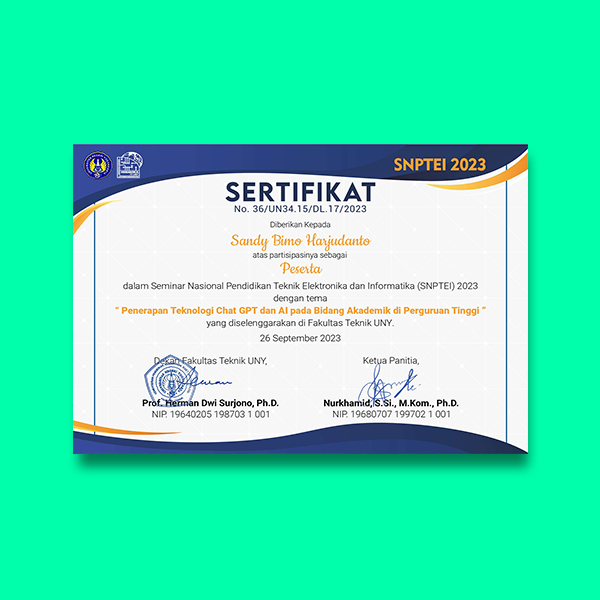 SNPTEI 2023
SERTIFIKAT
No. 36/UN34.15/DL.17/2023
Diberikan Kepada
Sandy Bimo Harjudanto
atas partisipasinya sebagai
Peserta
dalam Seminar Nasional Pendidikan Teknik Elektronika dan Informatika (SNPTEI) 2023
dengan tema
“ Penerapan Teknologi Chat GPT dan AI pada Bidang Akademik di Perguruan Tinggi ”
yang diselenggarakan di Fakultas Teknik UNY.
26 September 2023
Dekan Fakultas Teknik UNY,
Prof. Herman Dwi Surjono, Ph.D.
NIP. 19640205 198703 1 001
Ketua Panitia,
Nurkhamid, S.Si., M.Kom., Ph.D.
NIP. 19680707 199702 1 001